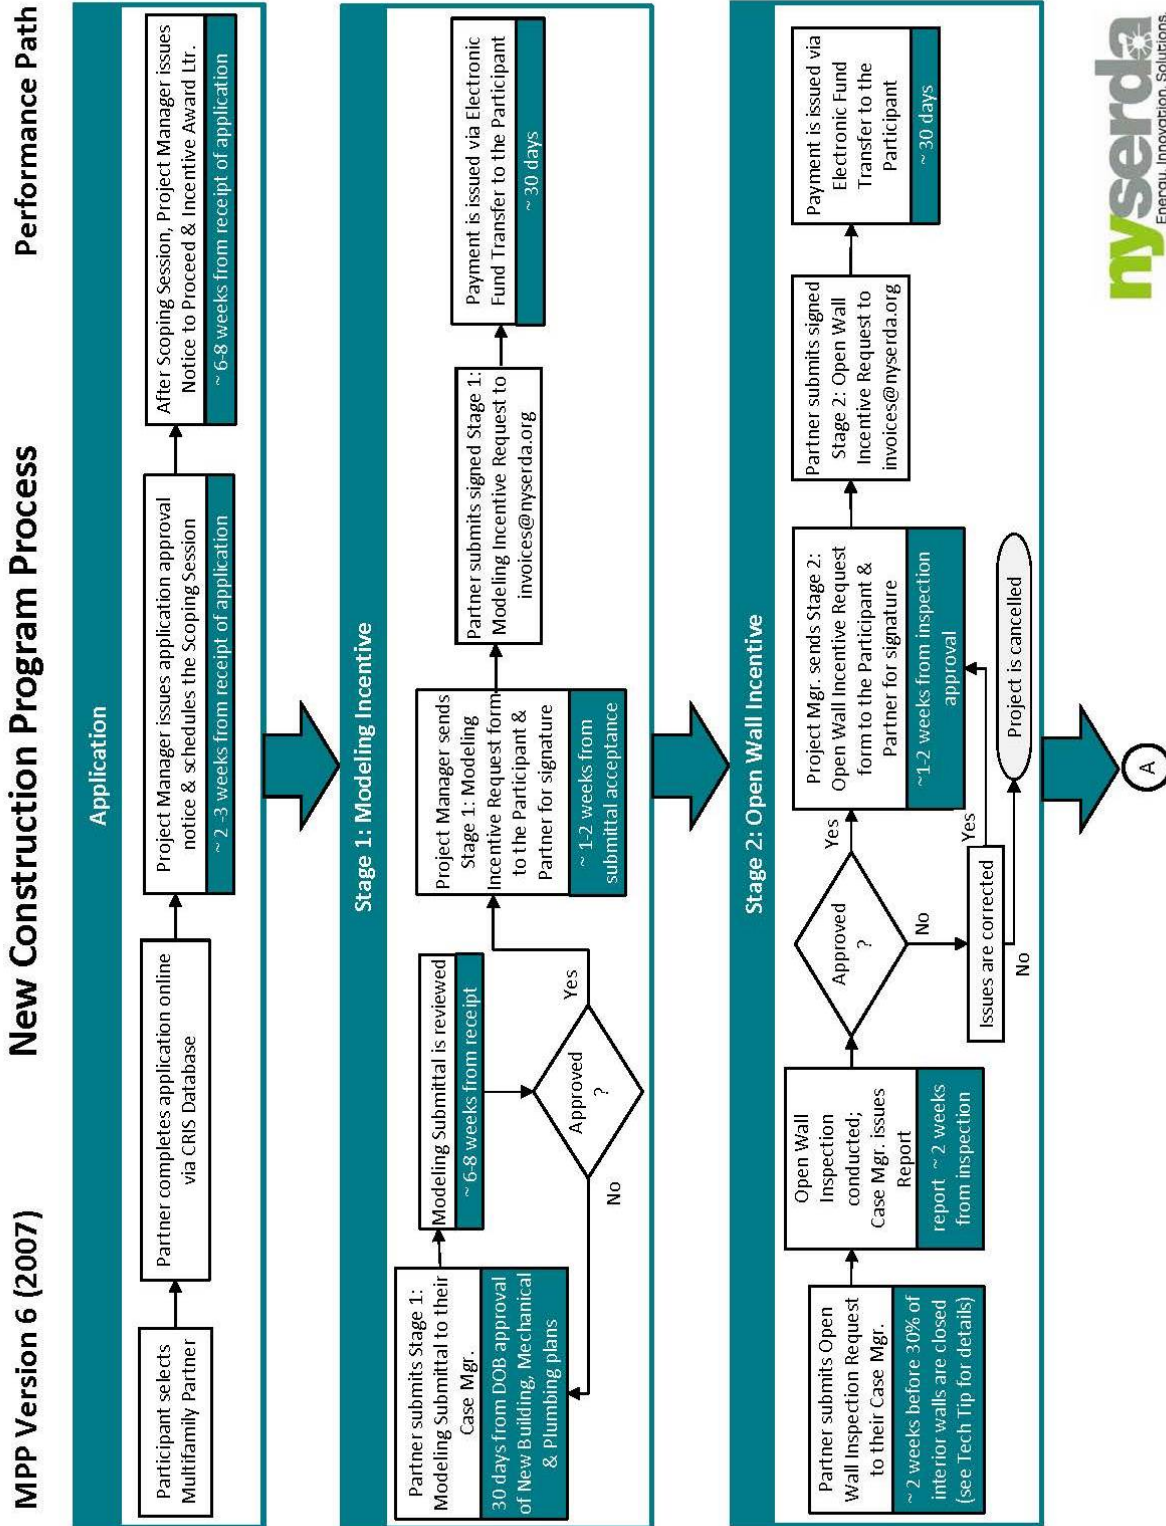 MPP Version 6 (2007)
New Construction Program Process
Performance Path
Application
Participant selects
Multifamily Partner
Partner completes application online
via CRIS Database
Project Manager issues application approval
notice & schedules the Scoping Session
~ 2 -3 weeks from receipt of application
After Scoping Session, Project Manager issues
Notice to Proceed & Incentive Award Ltr.
~ 6-8 weeks from receipt of application
Stage 1: Modeling Incentive
Partner submits Stage 1:
Modeling Submittal to their
Case Mgr.
30 days from DOB approval
of New Building, Mechanical
& Plumbing plans
Modeling Submittal is reviewed
~ 6-8 weeks from receipt
Approved
?
No
Yes
Project Manager sends
Stage 1: Modeling
Incentive Request form
to the Participant &
Partner for signature
~ 1-2 weeks from
submittal acceptance
Partner submits signed Stage 1:
Modeling Incentive Request to
invoices@nyserda.org
Payment is issued via Electronic
Fund Transfer to the Participant
~ 30 days
Stage 2: Open Wall Incentive
Partner submits Open
Wall Inspection Request
to their Case Mgr.
~ 2 weeks before 30% of
interior walls are closed
(see Tech Tip for details)
Open Wall
Inspection
conducted;
Case Mgr. issues
Report
report ~ 2 weeks
from inspection
Approved
?
Yes
No
Issues are corrected
Yes
No
Project is cancelled
Project Mgr. sends Stage 2:
Open Wall Incentive Request
form to the Participant &
Partner for signature
~1-2 weeks from inspection
approval
Partner submits signed
Stage 2: Open Wall
Incentive Request to
invoices@nyserda.org
Payment is issued via
Electronic Fund
Transfer to the
Participant
~ 30 days
A
nyserda
Energy. Innovation. Solutions.